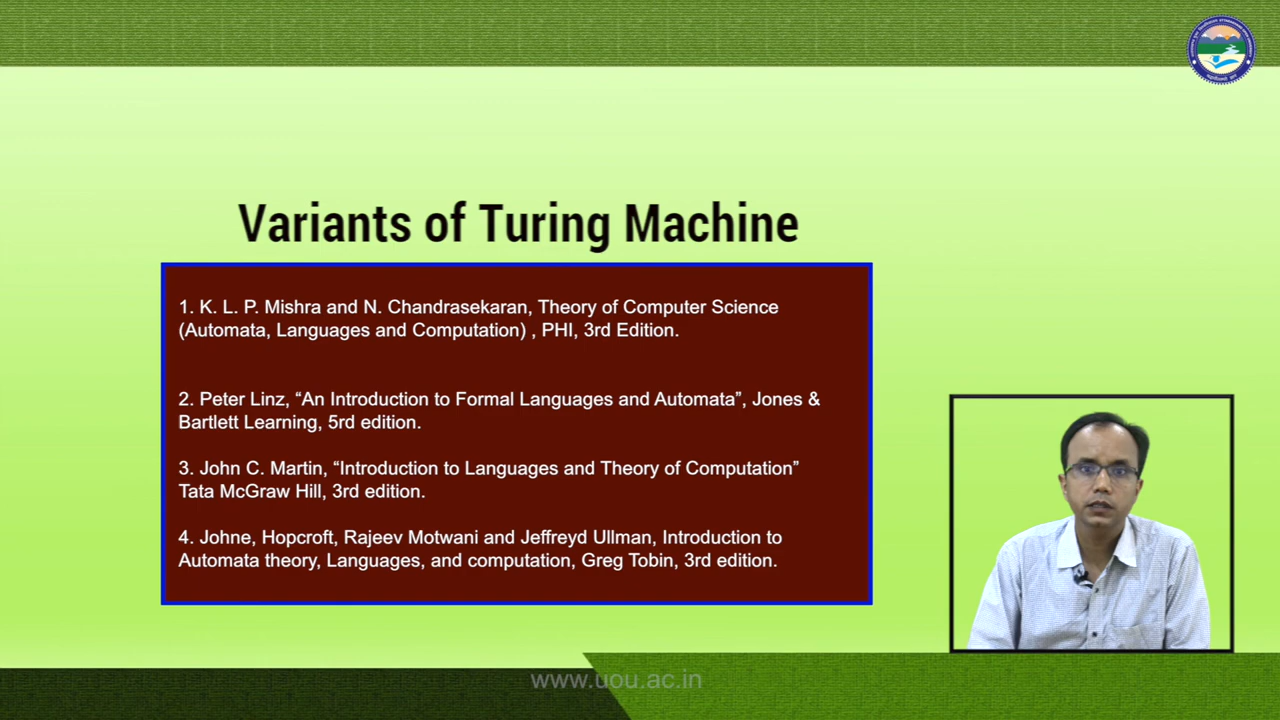 Variants of Turing Machine
1. K. L. P. Mishra and N. Chandrasekaran, Theory of Computer Science
(Automata, Languages and Computation) , PHI, 3rd Edition.
2. Peter Linz, “An Introduction to Formal Languages and Automata”, Jones &
Bartlett Learning, 5rd edition.
3. John C. Martin, “Introduction to Languages and Theory of Computation”
Tata McGraw Hill, 3rd edition.
4. Johne, Hopcroft, Rajeev Motwani and Jeffreyd Ullman, Introduction to
Automata theory, Languages, and computation, Greg Tobin, 3rd edition.
www.uou.ac.in